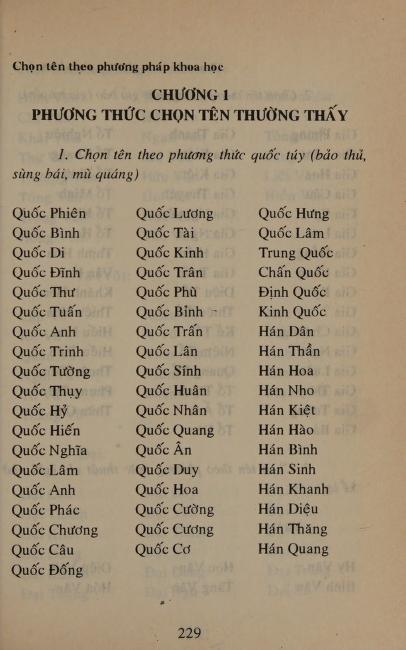 Chọn tên theo phương pháp khoa học
CHƯƠNG 1
PHƯƠNG THỨC CHỌN TÊN THƯỜNG THẤY
1. Chọn tên theo phương thức quốc túy (bảo thủ,
sùng bái, mù quáng)
Quốc Phiên Quốc Lương Quốc Hưng
Quốc Bình Quốc Tài Quốc Lâm
Quốc Di Quốc Kinh Trung Quốc
Quốc Đĩnh Quốc Trân Chấn Quốc
Quốc Thư Quốc Phù Định Quốc
Quốc Tuấn Quốc Bỉnh Kinh Quốc
Quốc Anh Quốc Trấn Hán Dân
Quốc Trinh Quốc Lân Hán Thần
Quốc Tường Quốc Sính Hán Hoa
Quốc Thụy Quốc Huân Hán Nho
Quốc Hỷ Quốc Nhân Hán Kiệt
Quốc Hiến Quốc Quang Hán Hào
Quốc Nghĩa Quốc Ân Hán Bình
Quốc Lâm Quốc Duy Hán Sinh
Quốc Anh Quốc Hoa Hán Khanh
Quốc Phác Quốc Cường Hán Diệu
Quốc Chương Quốc Cương Hán Thăng
Quốc Câu Quốc Cơ Hán Quang
Quốc Đống
229